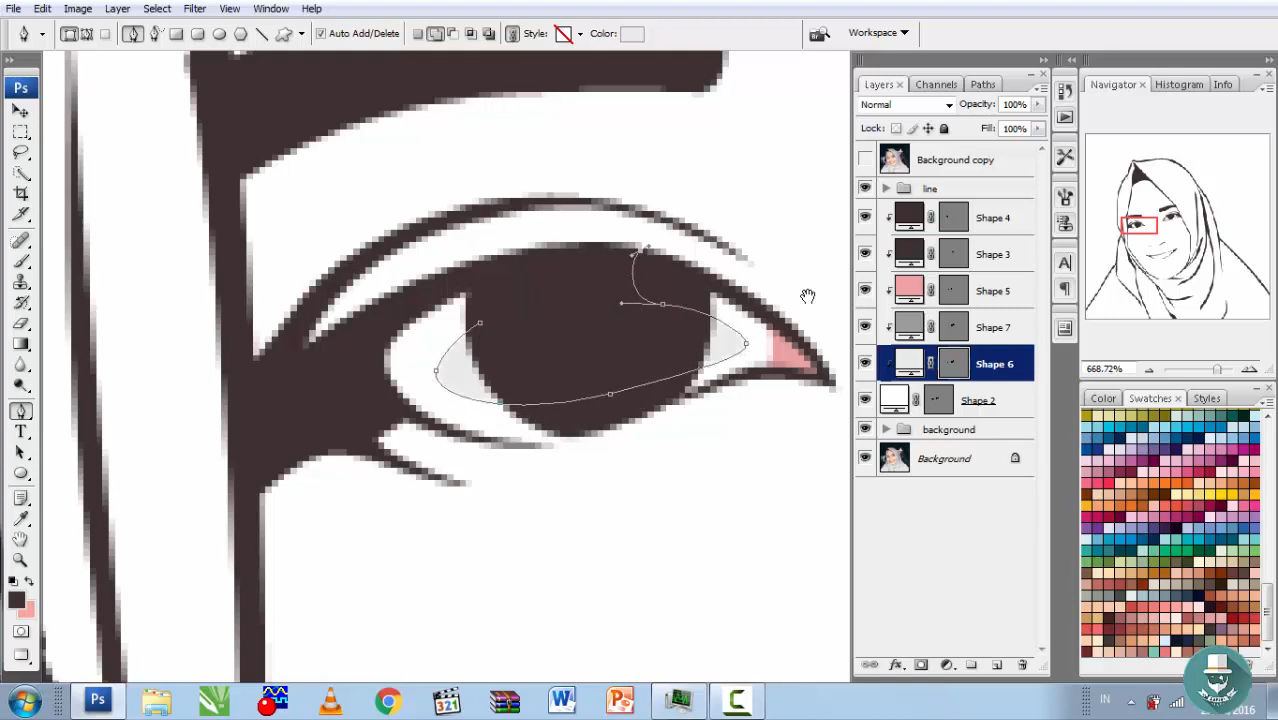 File Edit Image Layer Select Filter View Window Help
Auto Add/Delete Style: Color: Workspace
Ps
Layers Channels Paths
Normal Opacity: 100%
Lock: Fill: 100%
Background copy
line
Shape 4
Shape 3
Shape 5
Shape 7
Shape 6
Shape 2
background
Background
Navigator Histogram Info
668.72%
Color Swatches Styles
T
A
Ps 321 W P C IN 2016